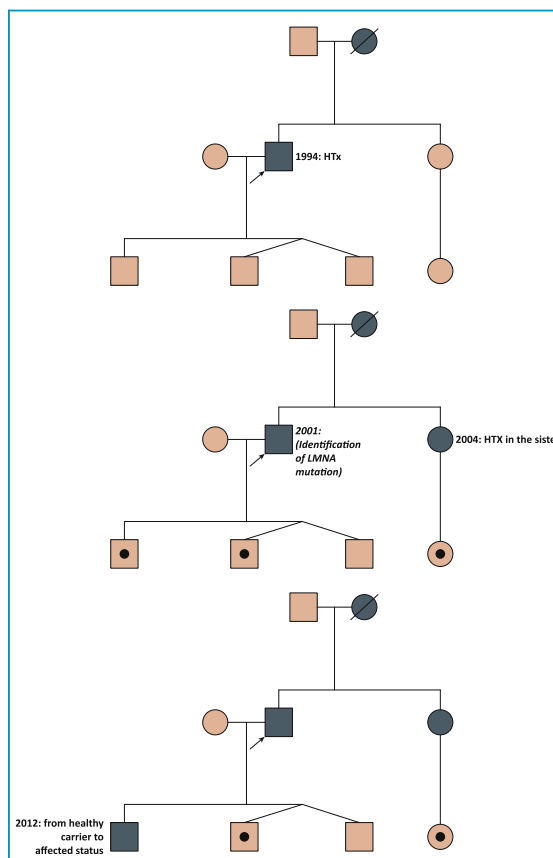 1994: HTx
2001:
(Identification
of LMNA
mutation)
2004: HTX in the siste
2012: from healthy
carrier to
affected status